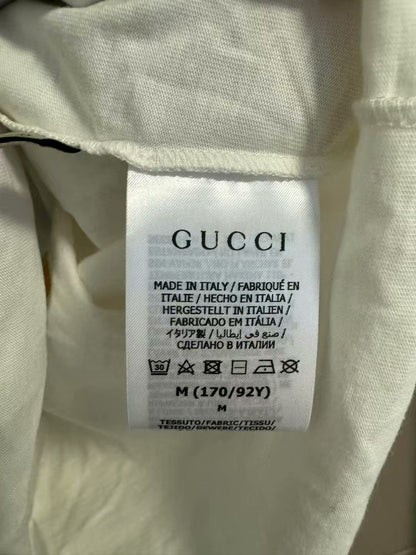 GUCCI
MADE IN ITALY / FABRIQUÉ EN
ITALIE / HECHO EN ITALIA /
HERGESTELLT IN ITALIEN /
FABRICADO EM ITÁLIA /
イタリア製 / صنع في إيطاليا /
СДЕЛАНО В ИТАЛИИ
30
M (170/92Y)
M
TESSUTO/FABRIC/TISSU/
TEJIDO/GEWEBE/TECIDO/